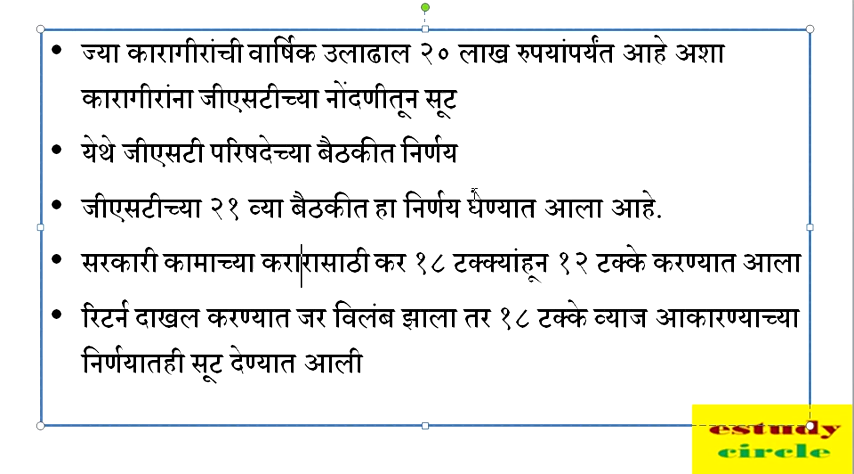 • ज्या कारागीरांची वार्षिक उलाढाल २० लाख रुपयांपर्यंत आहे अशा
कारागीरांना जीएसटीच्या नोंदणीतून सूट
• येथे जीएसटी परिषदेच्या बैठकीत निर्णय
• जीएसटीच्या २१ व्या बैठकीत हा निर्णय घेण्यात आला आहे.
• सरकारी कामाच्या करारासाठी कर १८ टक्क्यांहून १२ टक्के करण्यात आला
• रिटर्न दाखल करण्यात जर विलंब झाला तर १८ टक्के व्याज आकारण्याच्या
निर्णयातही सूट देण्यात आली
estudy
circle